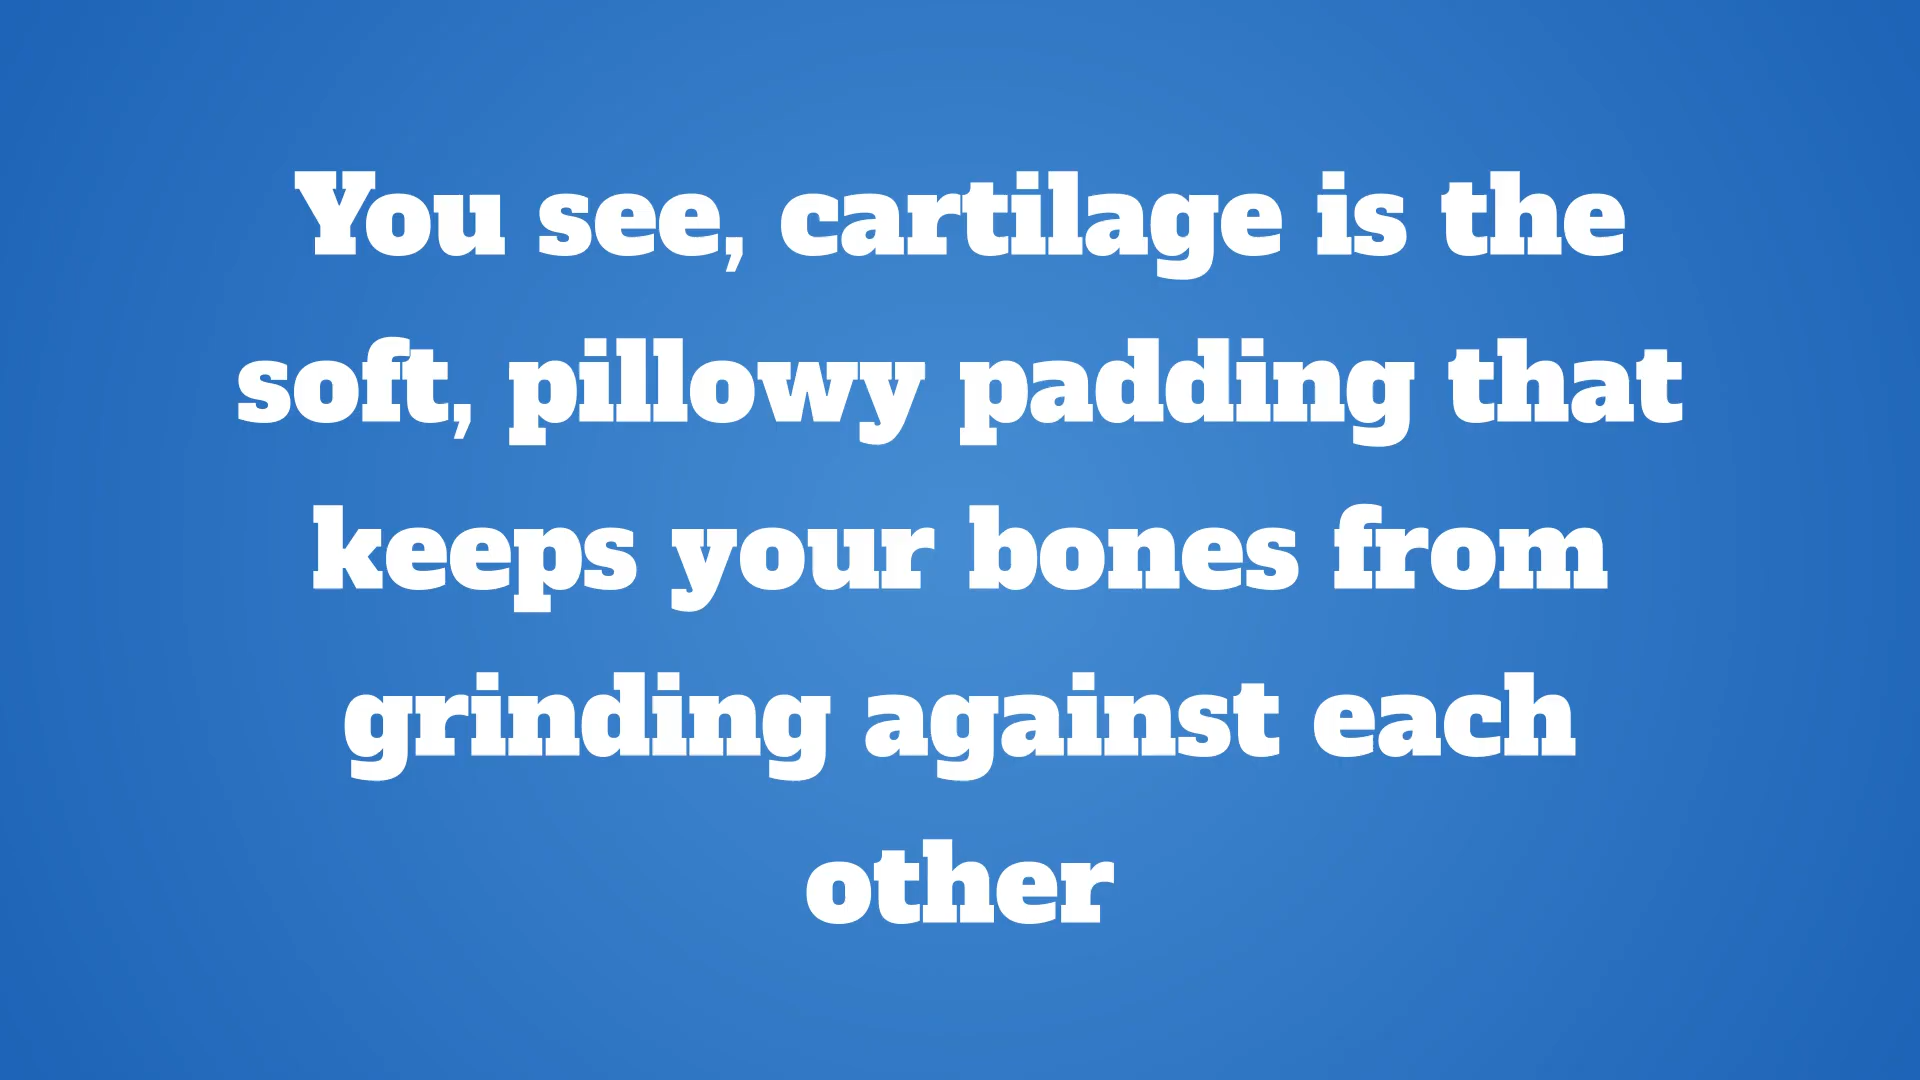 You see, cartilage is the
soft, pillowy padding that
keeps your bones from
grinding against each
other